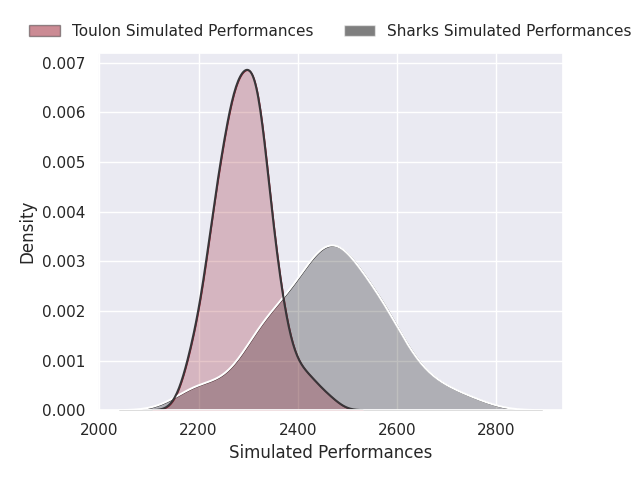 Toulon Simulated Performances Sharks Simulated Performances
0.007
0.006
0.005
0.004
0.003
0.002
0.001
0.000
Density
2000 2200 2400 2600 2800
Simulated Performances